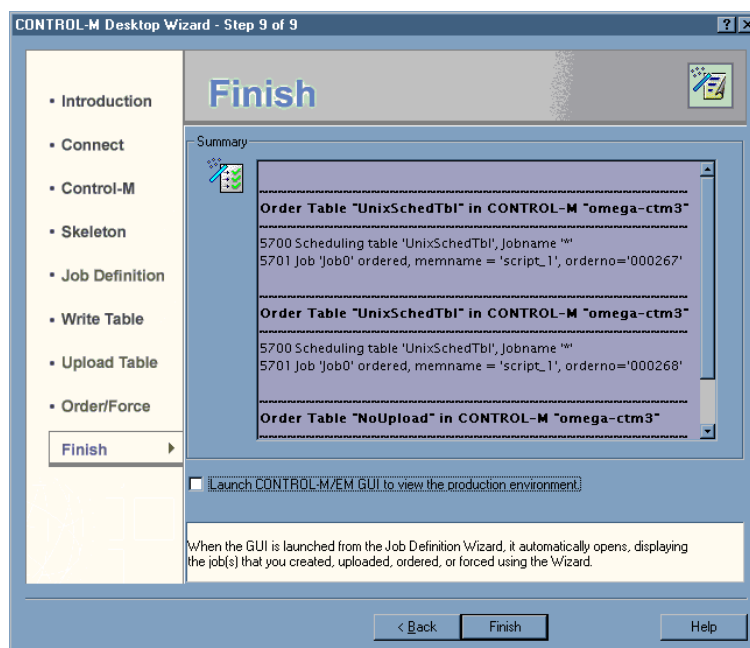 CONTROL-M Desktop Wizard - Step 9 of 9
Finish
• Introduction
• Connect
• Control-M
• Skeleton
• Job Definition
• Write Table
• Upload Table
• Order/Force
Finish
Summary
Order Table "UnixSchedTbl" in CONTROL-M "omega-ctm3"
5700 Scheduling table 'UnixSchedTbl', Jobname '*'
5701 Job 'Job0' ordered, memname = 'script_1', orderno='000267'
Order Table "UnixSchedTbl" in CONTROL-M "omega-ctm3"
5700 Scheduling table 'UnixSchedTbl', Jobname '*'
5701 Job 'Job0' ordered, memname = 'script_1', orderno='000268'
Order Table "NoUpload" in CONTROL-M "omega-ctm3"
Launch CONTROL-M/EM GUI to view the production environment.
When the GUI is launched from the Job Definition Wizard, it automatically opens, displaying
the job(s) that you created, uploaded, ordered, or forced using the Wizard.
< Back
Finish
Help